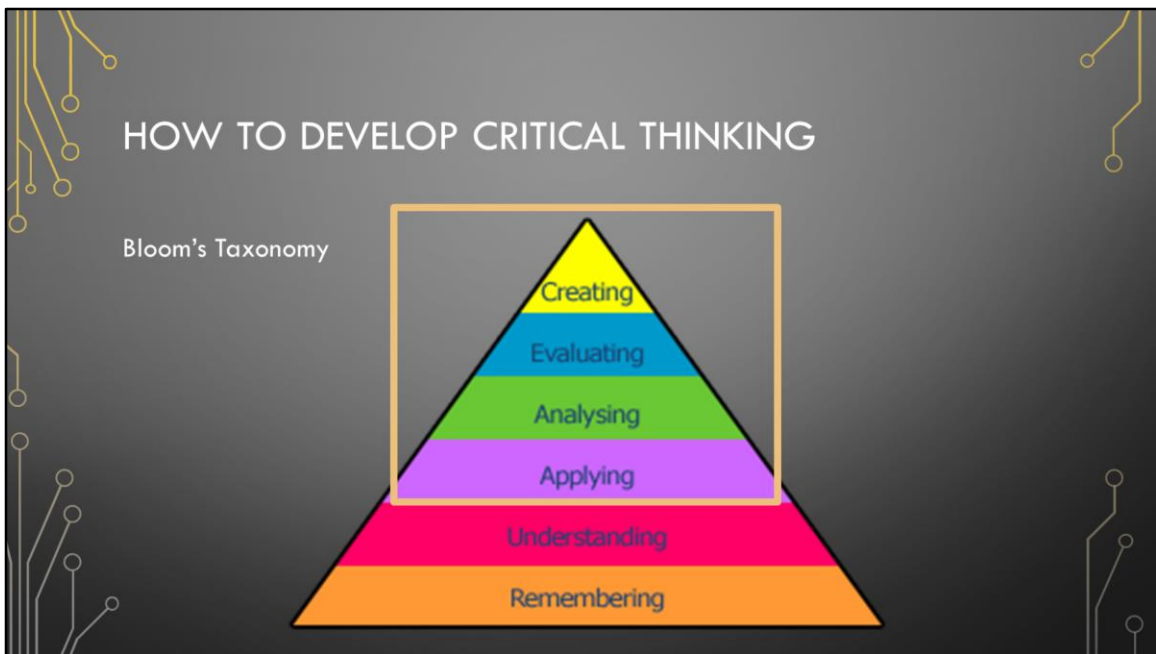 HOW TO DEVELOP CRITICAL THINKING
Bloom's Taxonomy
Creating
Evaluating
Analysing
Applying
Understanding
Remembering